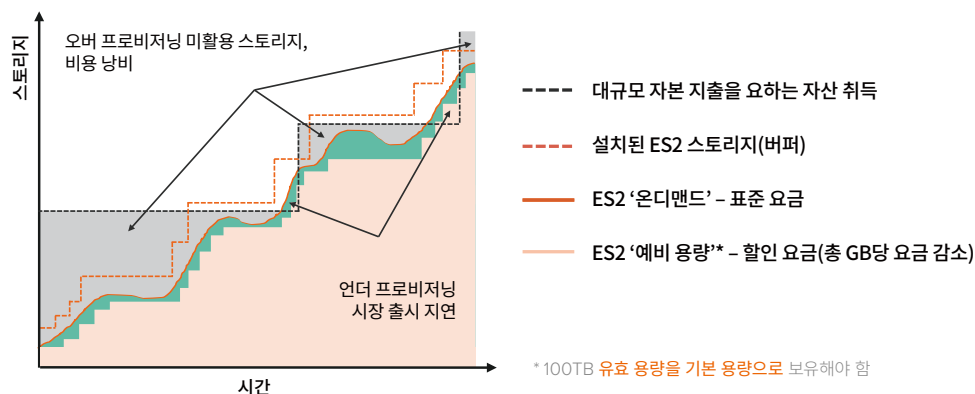 스토리지
오버 프로비저닝 미활용 스토리지,
비용 낭비
언더 프로비저닝
시장 출시 지연
시간
대규모 자본 지출을 요하는 자산 취득
설치된 ES2 스토리지(버퍼)
ES2 ‘온디맨드’ – 표준 요금
ES2 ‘예비 용량’* – 할인 요금(총 GB당 요금 감소)
* 100TB 유효 용량을 기본 용량으로 보유해야 함